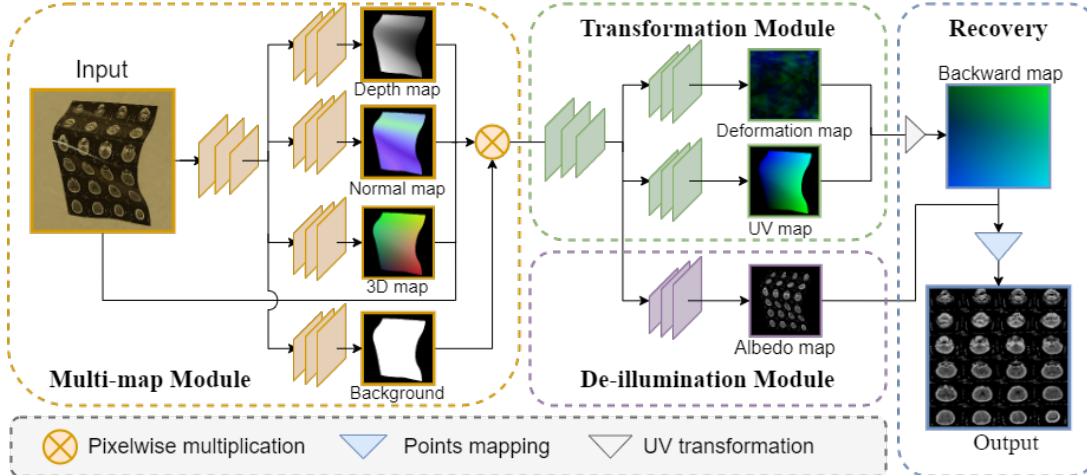 Input
Depth map
Normal map
3D map
Background
Multi-map Module
Transformation Module
Deformation map
UV map
Albedo map
De-illumination Module
Recovery
Backward map
Output
Pixelwise multiplication
Points mapping
UV transformation